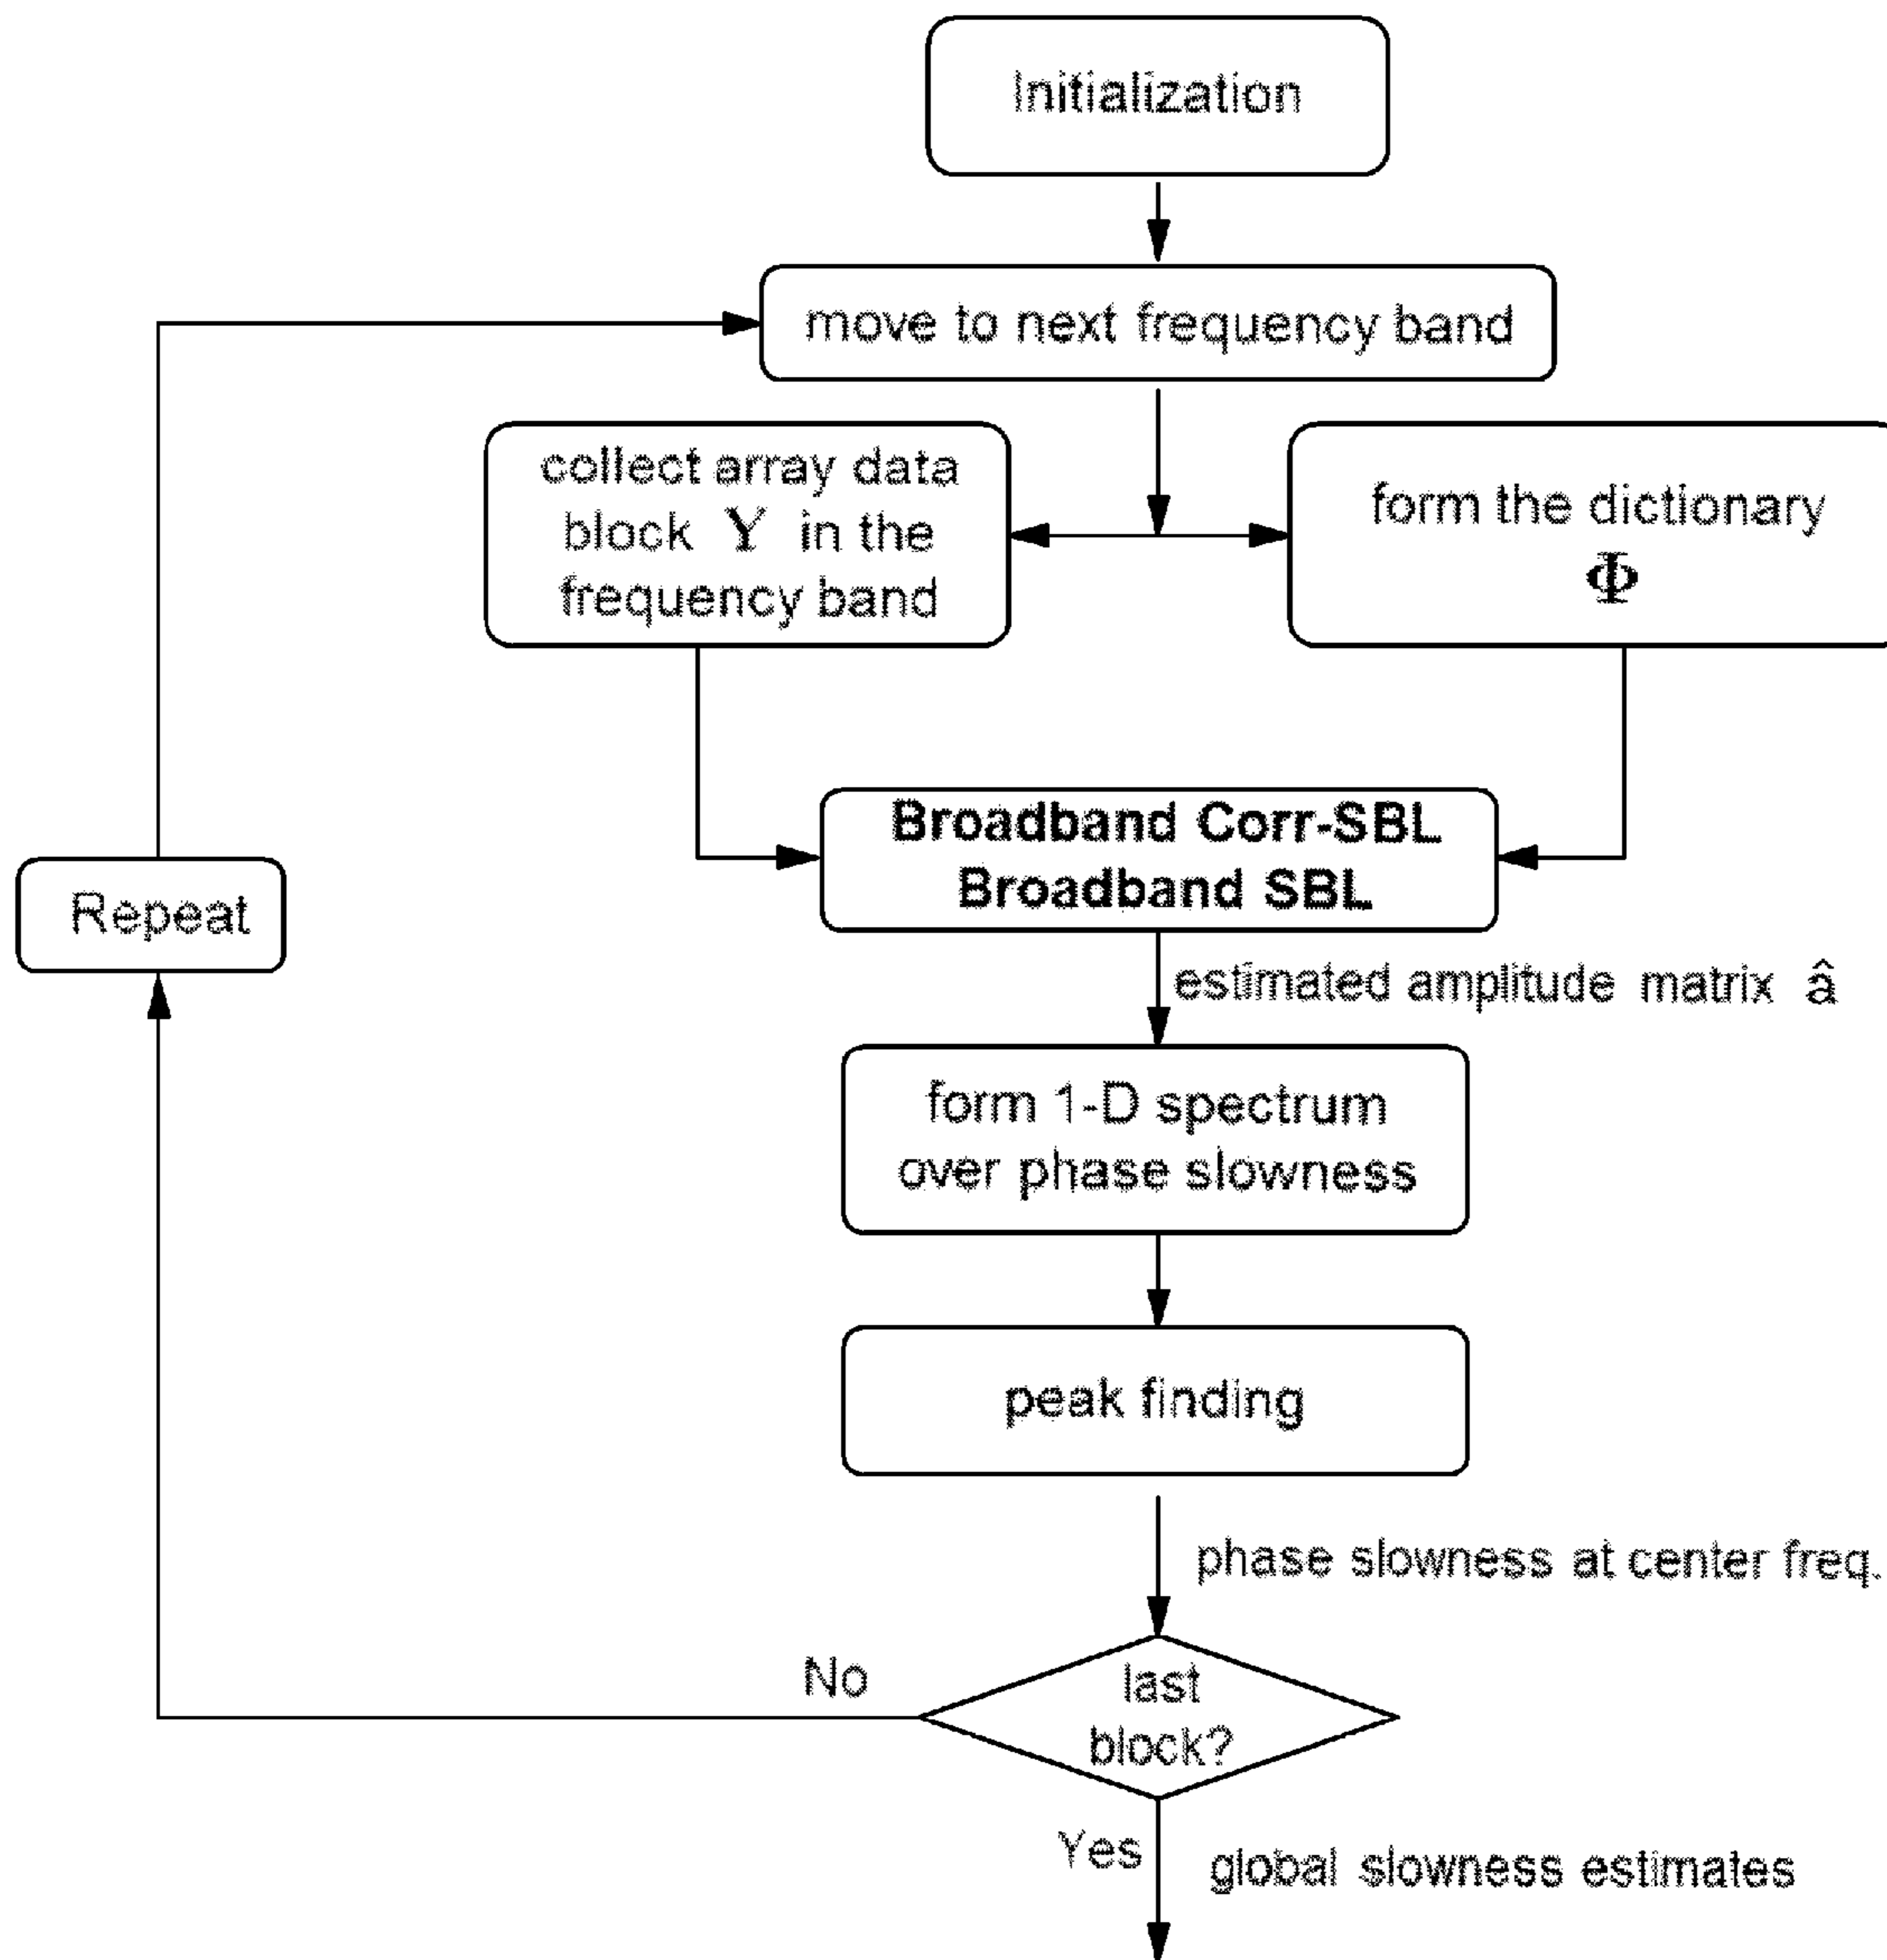 Initialization
move to next frequency band
collect array data
block Y in the
frequency band
form the dictionary
Φ
Broadband Corr-SBL
Broadband SBL
Repeat
estimated amplitude matrix â
form 1-D spectrum
over phase slowness
peak finding
phase slowness at center freq.
No
last
block?
Yes
global slowness estimates